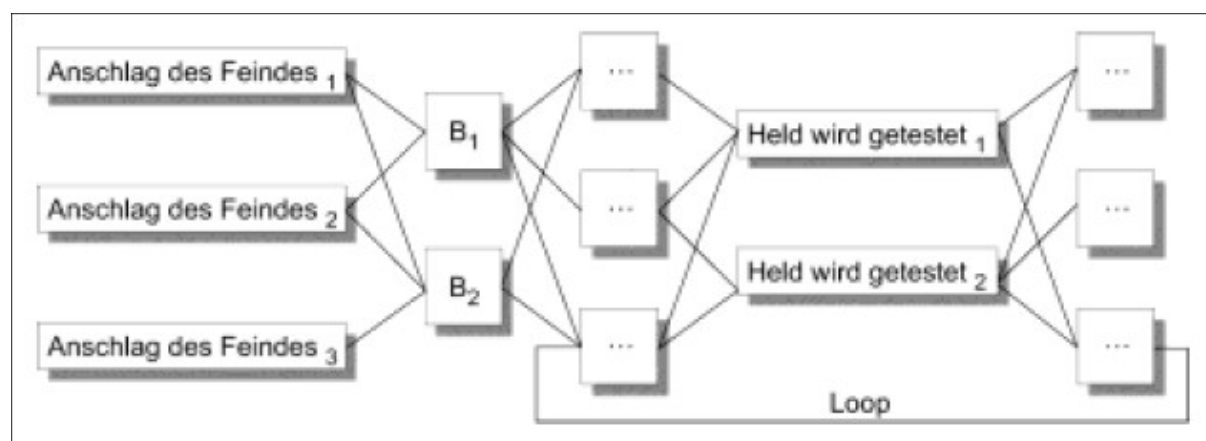 Anschlag des Feindes 1
Anschlag des Feindes 2
Anschlag des Feindes 3
B1
B2
...
...
...
Held wird getestet 1
Held wird getestet 2
...
...
...
Loop